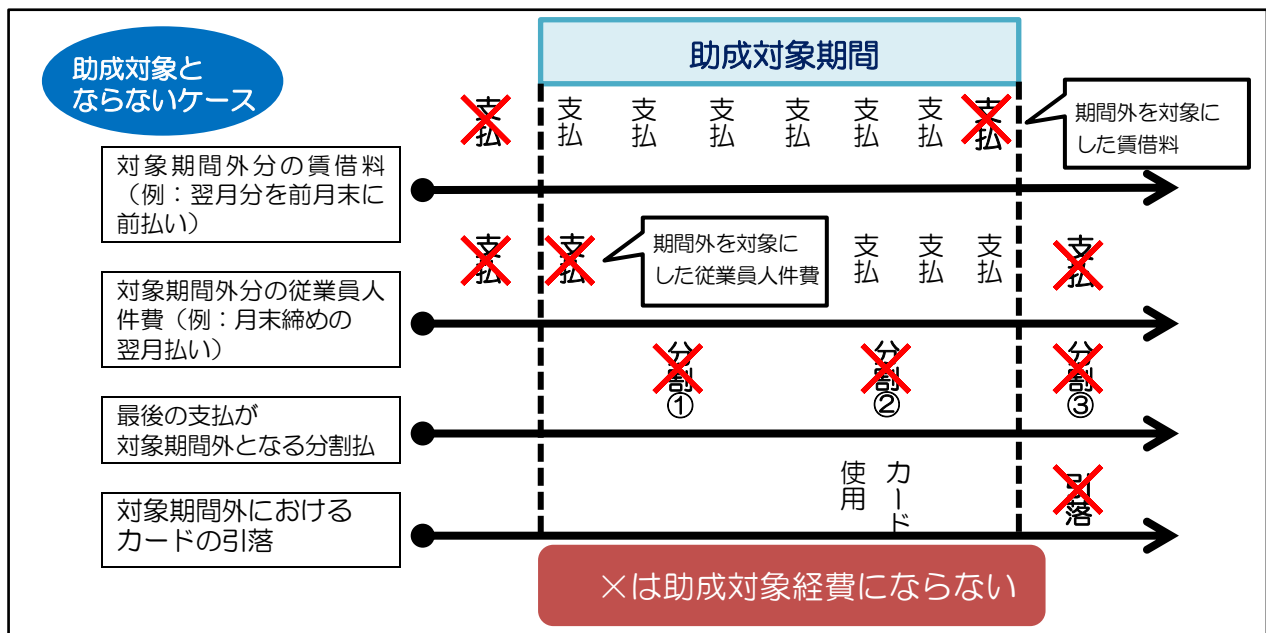 助成対象と
ならないケース
助成対象期間
支払
支払
支払
支払
支払
支払
支払
支払
期間外を対象に
した賃借料
対象期間外分の賃借料
（例：翌月分を前月末に
前払い）
支払
支払
期間外を対象に
した従業員人件費
支払
支払
支払
支払
対象期間外分の従業員人
件費（例：月末締めの
翌月払い）
分割①
分割②
分割③
最後の支払が
対象期間外となる分割払
カード
使用
引落
対象期間外における
カードの引落
×は助成対象経費にならない